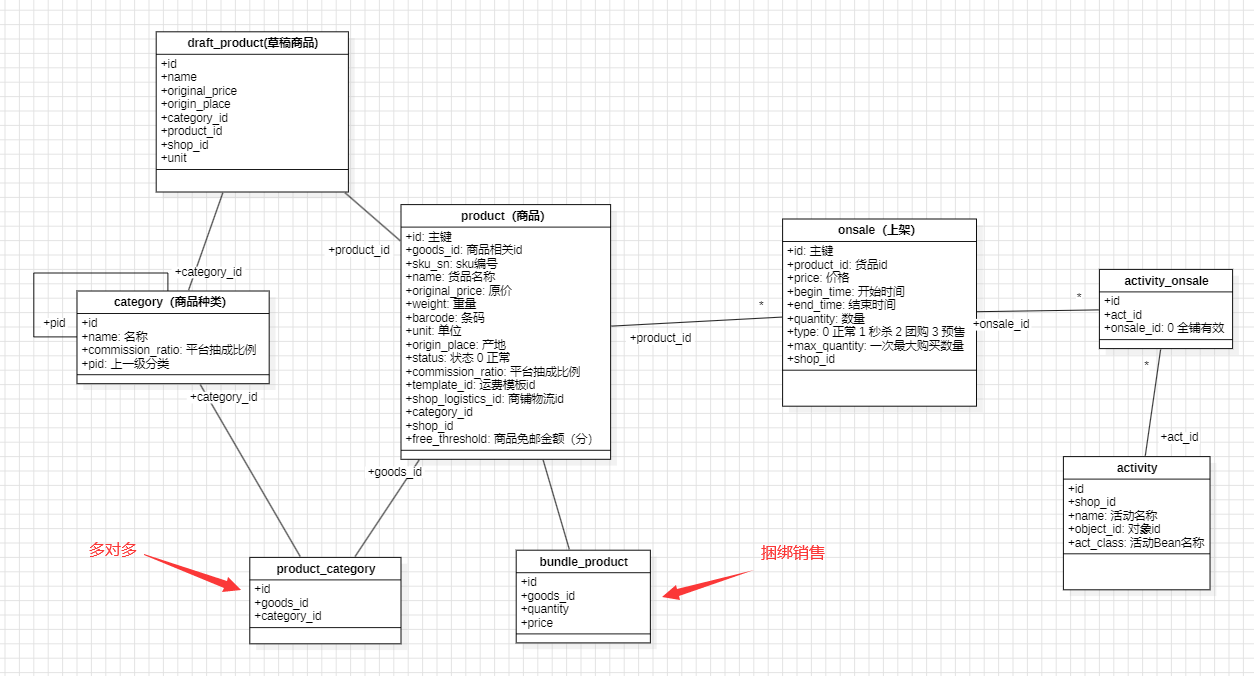 draft_product(草稿商品)
+id
+name
+original_price
+origin_place
+category_id
+product_id
+shop_id
+unit
+product_id
+category_id
+pid
category（商品种类）
+id
+name: 名称
+commission_ratio: 平台抽成比例
+pid: 上一级分类
+category_id
product（商品）
+id: 主键
+goods_id: 商品相关id
+sku_sn: sku编号
+name: 货品名称
+original_price: 原价
+weight: 重量
+barcode: 条码
+unit: 单位
+origin_place: 产地
+status: 状态 0 正常
+commission_ratio: 平台抽成比例
+template_id: 运费模板id
+shop_logistics_id: 商铺物流id
+category_id
+shop_id
+free_threshold: 商品免邮金额（分）
+goods_id
+product_id
*
onsale（上架）
+id: 主键
+product_id: 货品id
+price: 价格
+begin_time: 开始时间
+end_time: 结束时间
+quantity: 数量
+type: 0 正常 1 秒杀 2 团购 3 预售
+max_quantity: 一次最大购买数量
+shop_id
+onsale_id
*
activity_onsale
+id
+act_id
+onsale_id: 0 全铺有效
*
+act_id
activity
+id
+shop_id
+name: 活动名称
+object_id: 对象id
+act_class: 活动Bean名称
多对多
product_category
+id
+goods_id
+category_id
bundle_product
+id
+goods_id
+quantity
+price
捆绑销售